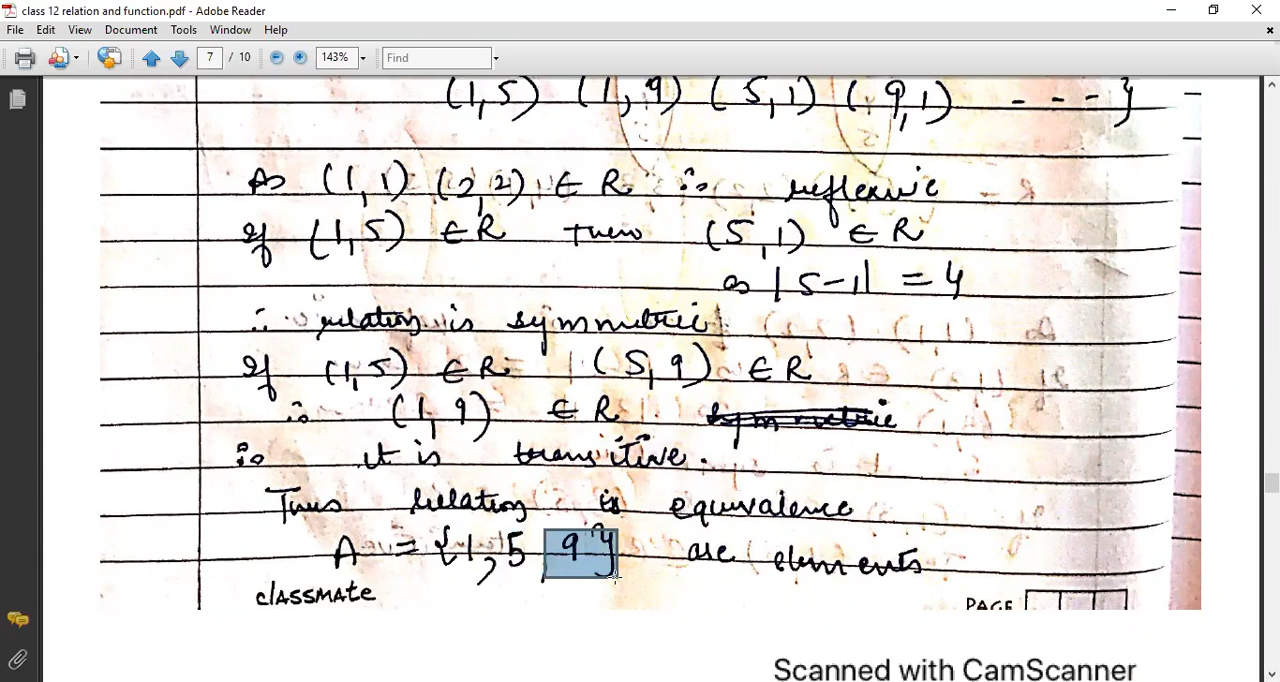 class 12 relation and function.pdf - Adobe Reader
File Edit View Document Tools Window Help
7 / 10 143% Find
(1,5) (1,9) (5,1) (9,1) - - - }
As (1,1) (2,2) ∈ R ∴ reflexive
If (1,5) ∈ R then (5,1) ∈ R
as |5-1| = 4
∴ relation is symmetric
If (1,5) ∈ R (5,9) ∈ R
∴ (1,9) ∈ R symmetric
∴ it is transitive.
Thus relation is equivalence
A = {1,5,9} are elements
classmate
PAGE
Scanned with CamScanner